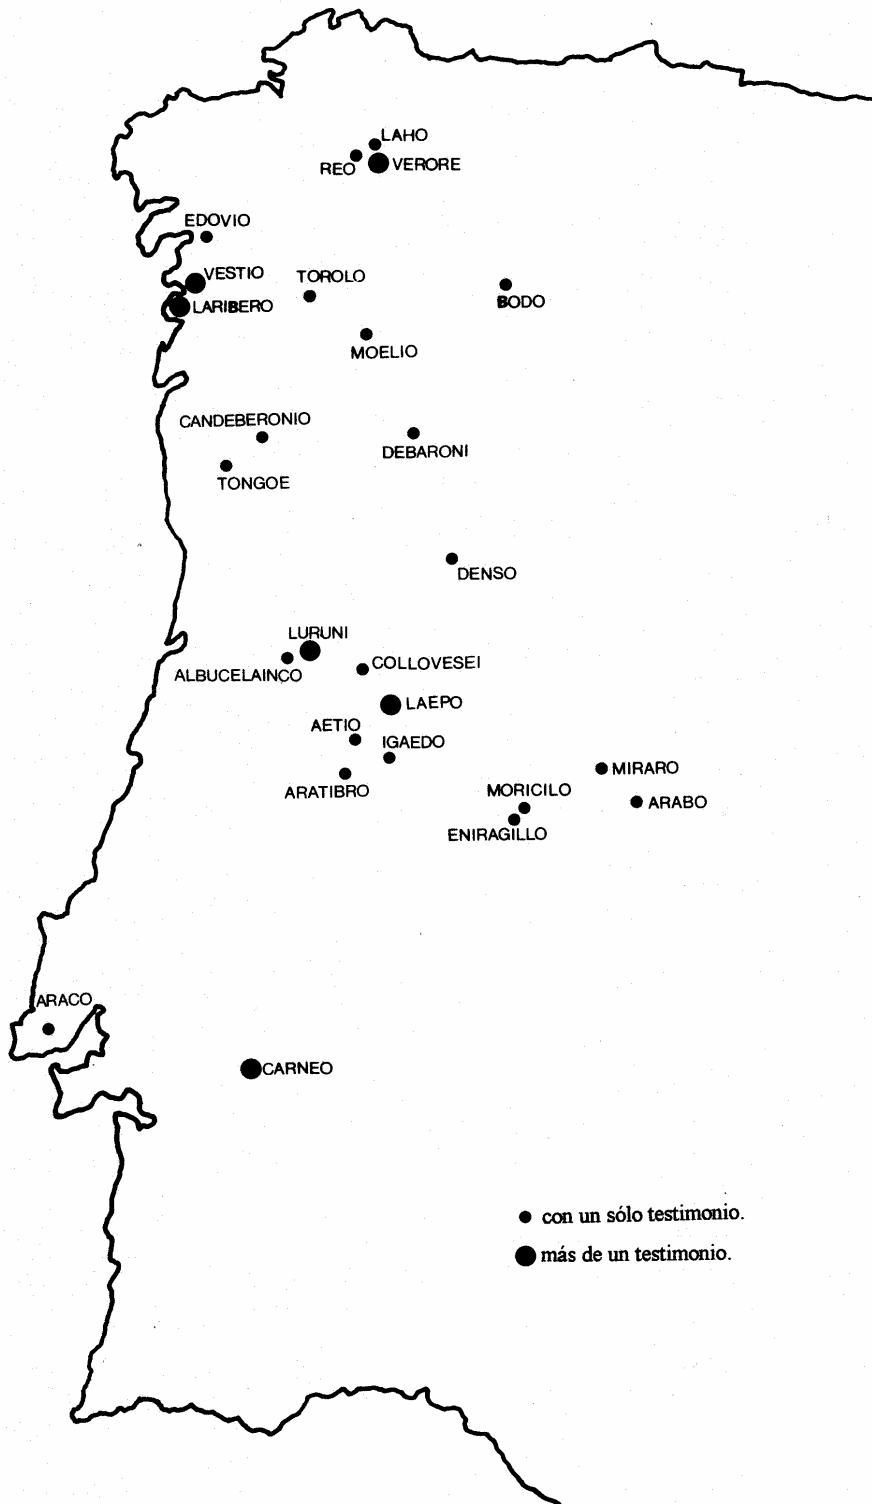 LAHO
REO
VERORE
EDOVIO
VESTIO
TOROLO
BODO
LARIBERO
MOELIO
CANDEBERONIO
DEBARONI
TONGOE
DENSO
LURUNI
COLLOVESEI
ALBUCELAINCO
LAEPO
AETIO
IGAEDO
MIRARO
ARATIBRO
MORICILO
ARABO
ENIRAGILLO
ARACO
CARNEO
con un sólo testimonio.
más de un testimonio.